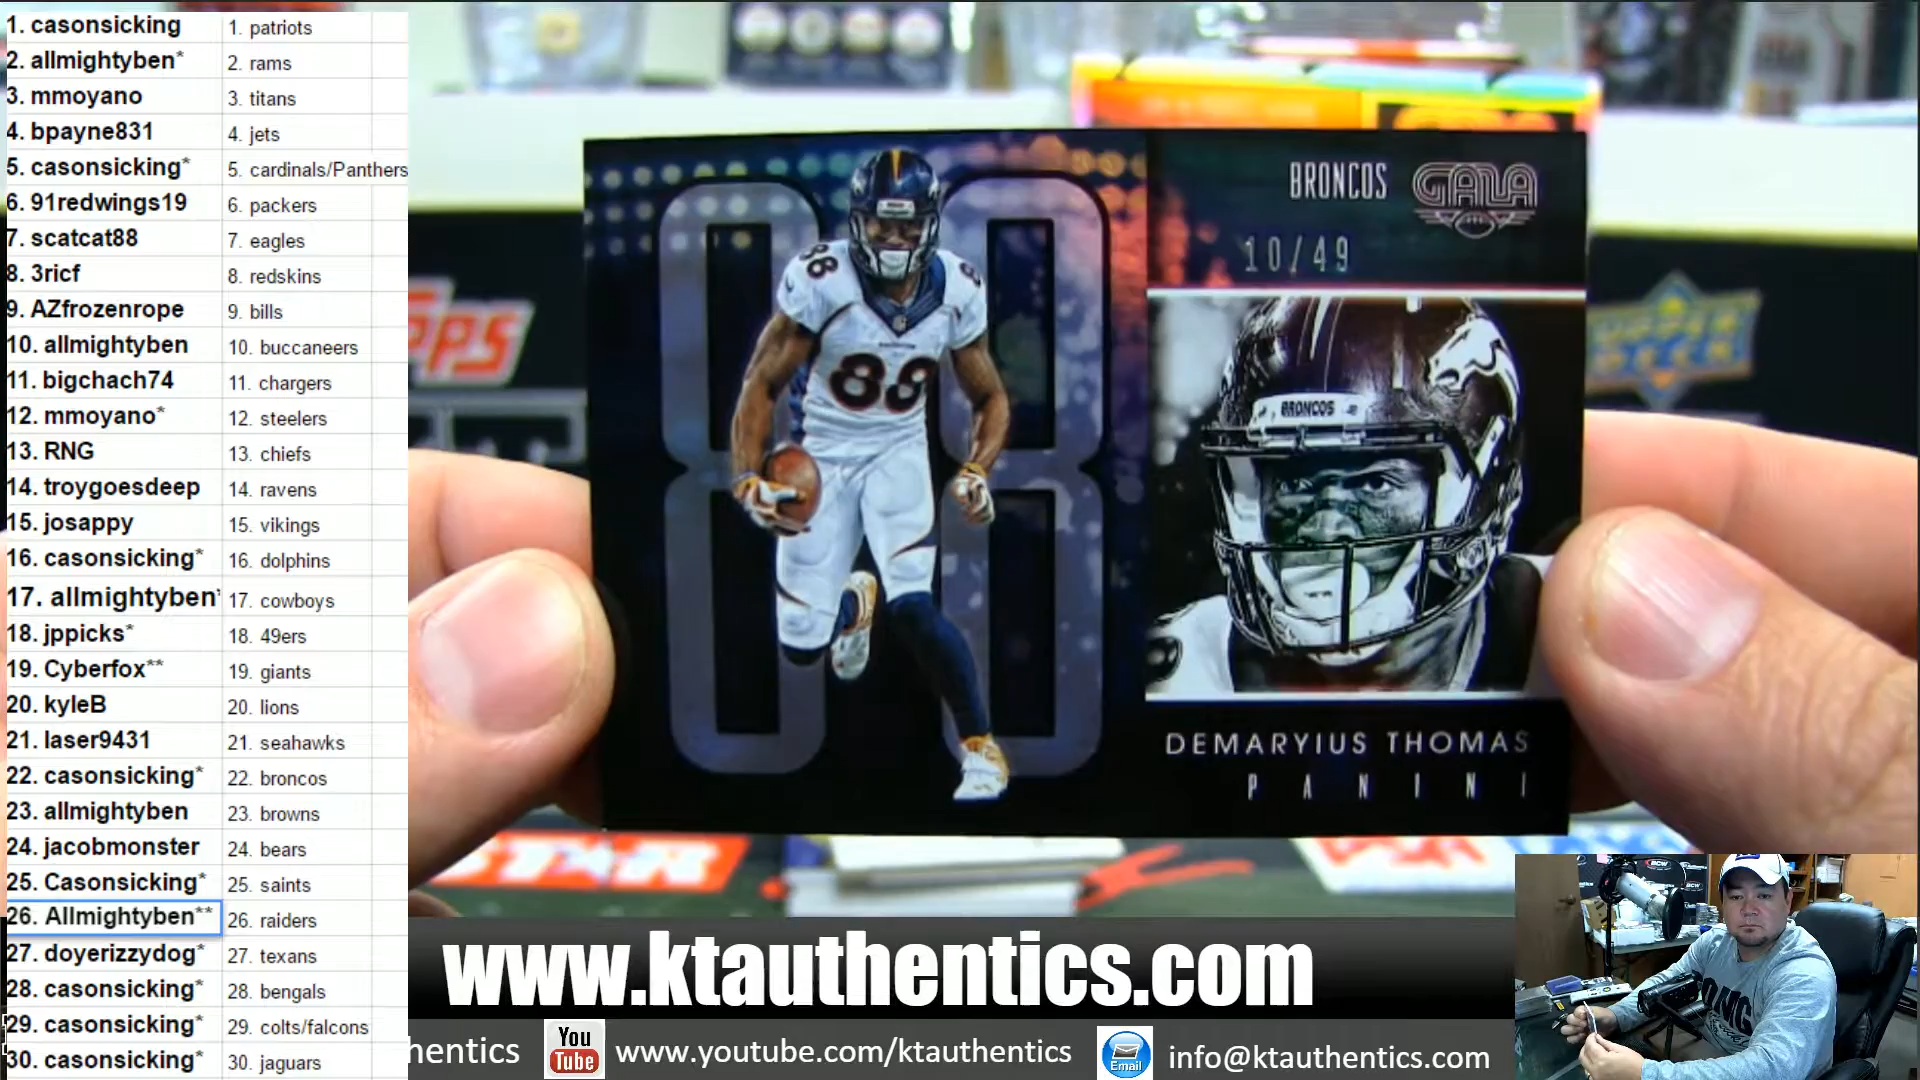 1. casonsicking 1. patriots
2. allmightyben* 2. rams
3. mmoyano 3. titans
4. bpayne831 4. jets
5. casonsicking* 5. cardinals/Panthers
6. 91redwings19 6. packers
7. scatcat88 7. eagles
8. 3ricf 8. redskins
9. AZfrozenrope 9. bills
10. allmightyben 10. buccaneers
11. bigchach74 11. chargers
12. mmoyano* 12. steelers
13. RNG 13. chiefs
14. troygoesdeep 14. ravens
15. josappy 15. vikings
16. casonsicking* 16. dolphins
17. allmightyben* 17. cowboys
18. jppicks* 18. 49ers
19. Cyberfox** 19. giants
20. kyleB 20. lions
21. laser9431 21. seahawks
22. casonsicking* 22. broncos
23. allmightyben 23. browns
24. jacobmonster 24. bears
25. Casonsicking* 25. saints
26. Allmightyben** 26. raiders
27. doyerizzydog* 27. texans
28. casonsicking* 28. bengals
29. casonsicking* 29. colts/falcons
30. casonsicking* 30. jaguars
BRONCOS GALA
10/49
88
88
88
BRONCOS
DEMARYIUS THOMAS
PANINI
UPPER DECK
www.ktauthentics.com
hentics You Tube www.youtube.com/ktauthentics Email info@ktauthentics.com